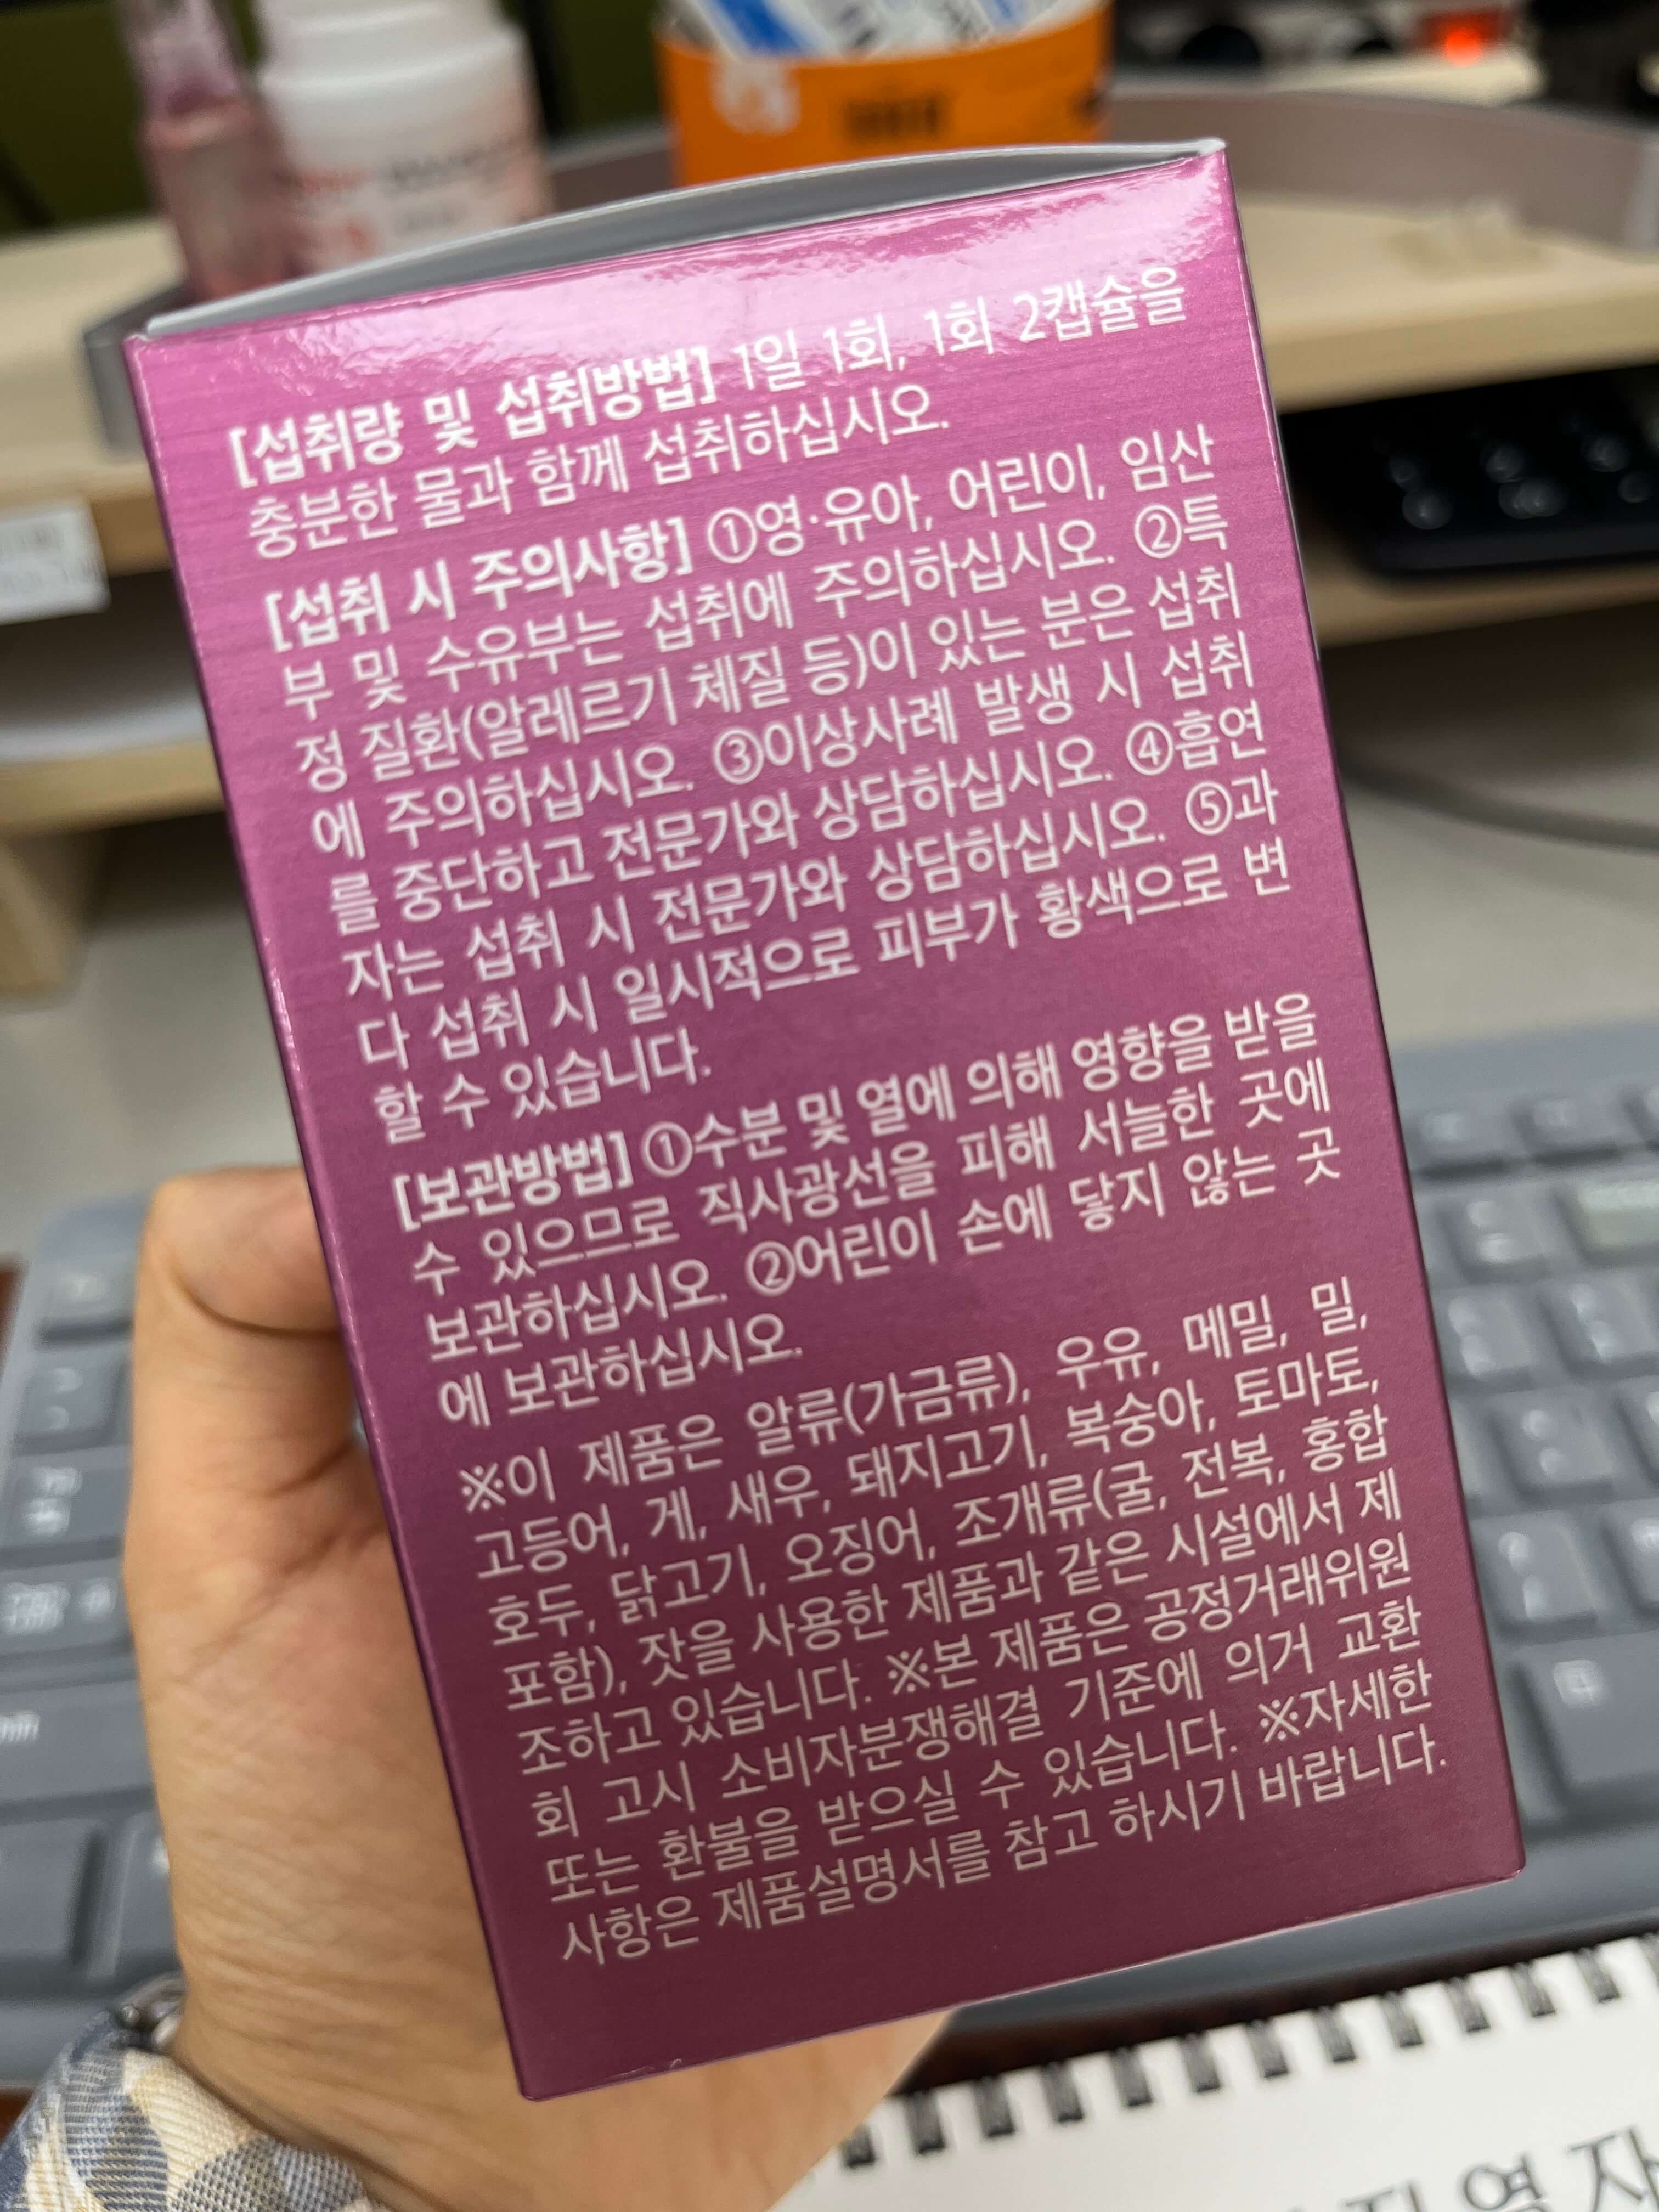 [섭취량 및 섭취방법] 1일 1회, 1회 2캡슐을
충분한 물과 함께 섭취하십시오.
[섭취 시 주의사항] ①영·유아, 어린이, 임산
부 및 수유부는 섭취에 주의하십시오. ②특
정 질환(알레르기 체질 등)이 있는 분은 섭취
에 주의하십시오. ③이상사례 발생 시 섭취
를 중단하고 전문가와 상담하십시오. ④흡연
자는 섭취 시 전문가와 상담하십시오. ⑤과
다 섭취 시 일시적으로 피부가 황색으로 변
할 수 있습니다.
[보관방법] ①수분 및 열에 의해 영향을 받을
수 있으므로 직사광선을 피해 서늘한 곳에
보관하십시오. ②어린이 손에 닿지 않는 곳
에 보관하십시오.
※이 제품은 알류(가금류), 우유, 메밀, 밀,
고등어, 게, 새우, 돼지고기, 복숭아, 토마토,
호두, 닭고기, 오징어, 조개류(굴, 전복, 홍합
포함), 잣을 사용한 제품과 같은 시설에서 제
조하고 있습니다. ※본 제품은 공정거래위원
회 고시 소비자분쟁해결 기준에 의거 교환
또는 환불을 받으실 수 있습니다. ※자세한
사항은 제품설명서를 참고 하시기 바랍니다.